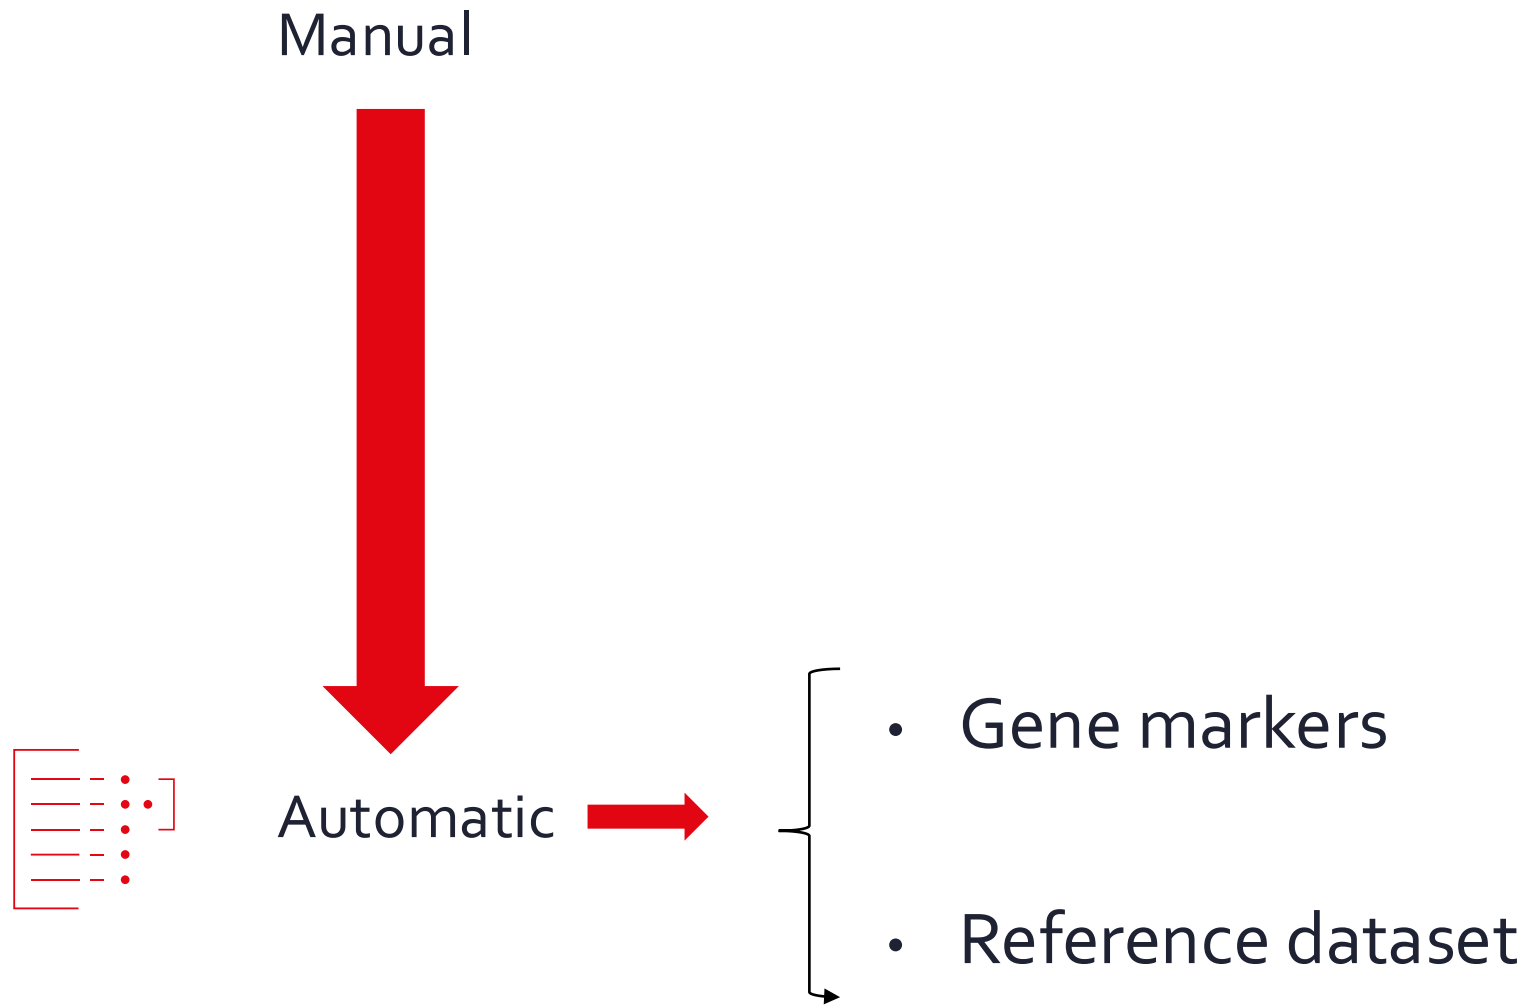 Manual
Automatic
• Gene markers
• Reference dataset